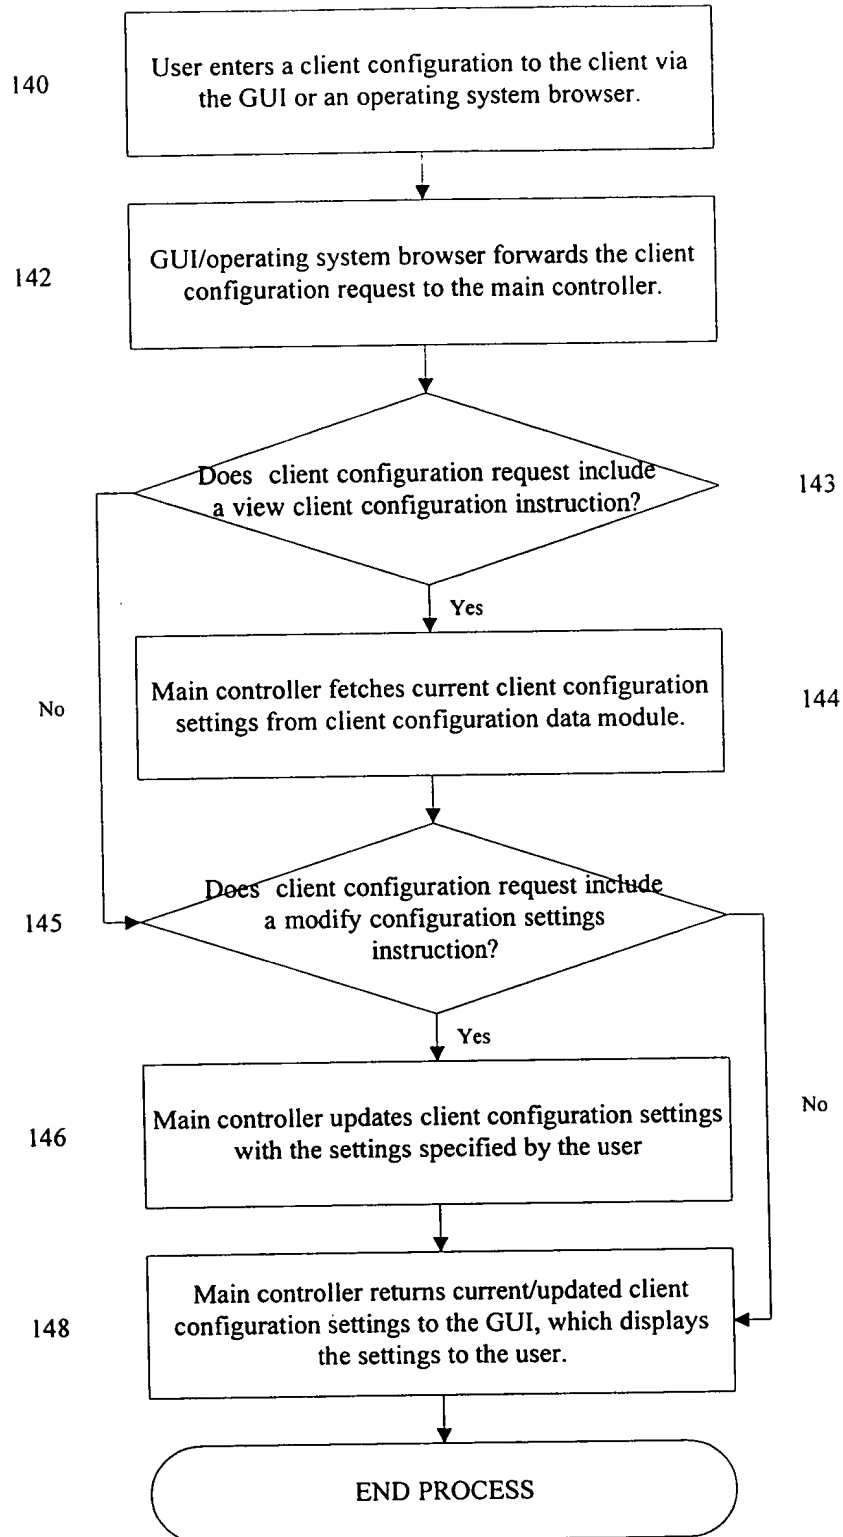 140
User enters a client configuration to the client via
the GUI or an operating system browser.
142
GUI/operating system browser forwards the client
configuration request to the main controller.
Does client configuration request include
a view client configuration instruction?
143
Yes
No
Main controller fetches current client configuration
settings from client configuration data module.
144
145
Does client configuration request include
a modify configuration settings
instruction?
Yes
No
146
Main controller updates client configuration settings
with the settings specified by the user
148
Main controller returns current/updated client
configuration settings to the GUI, which displays
the settings to the user.
END PROCESS